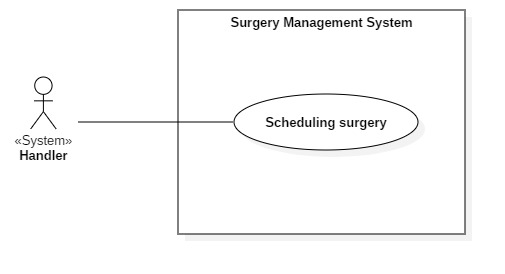 Surgery Management System
Scheduling surgery
«System»
Handler